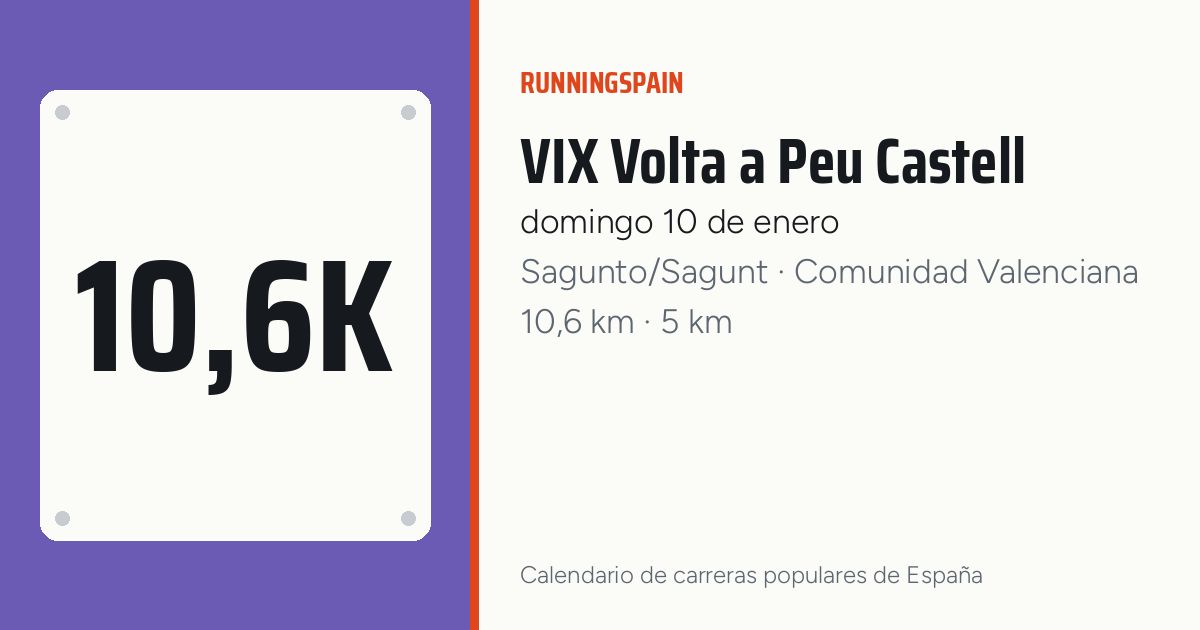 10,6K
RUNNINGSPAIN
VIX Volta a Peu Castell
domingo 10 de enero
Sagunto/Sagunt · Comunidad Valenciana
10,6 km · 5 km
Calendario de carreras populares de España